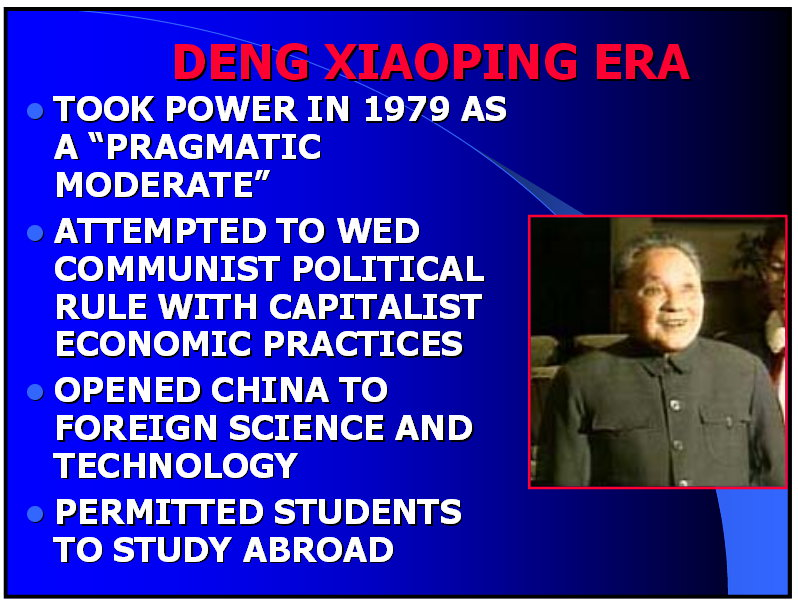 DENG XIAOPING ERA
TOOK POWER IN 1979 AS
A “PRAGMATIC
MODERATE”
ATTEMPTED TO WED
COMMUNIST POLITICAL
RULE WITH CAPITALIST
ECONOMIC PRACTICES
OPENED CHINA TO
FOREIGN SCIENCE AND
TECHNOLOGY
PERMITTED STUDENTS
TO STUDY ABROAD